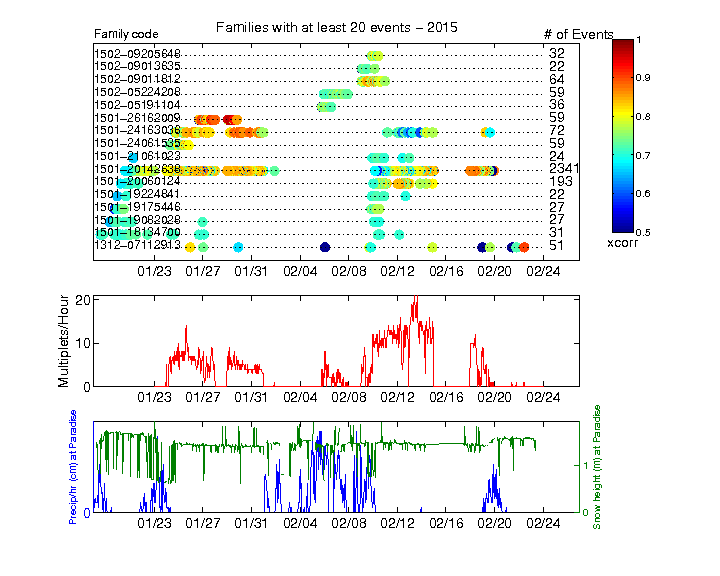 Families with at least 20 events – 2015
Family code
# of Events
1502–09205648 32
1502–09013635 22
1502–09011812 64
1502–05224208 59
1502–05191104 36
1501–26162009 59
1501–24163038 72
1501–24061535 59
1501–21061023 24
1501–20142638 2341
1501–20060124 193
1501–19224841 22
1501–19175446 27
1501–19082028 27
1501–18134700 31
1312–07112913 51
01/23 01/27 01/31 02/04 02/08 02/12 02/16 02/20 02/24
1
0.9
0.8
0.7
0.6
0.5
xcorr
Multiplets/Hour
20
10
0
01/23 01/27 01/31 02/04 02/08 02/12 02/16 02/20 02/24
Precip/hr (cm) at Paradise
2
0
1
0
Snow height (m) at Paradise
01/23 01/27 01/31 02/04 02/08 02/12 02/16 02/20 02/24